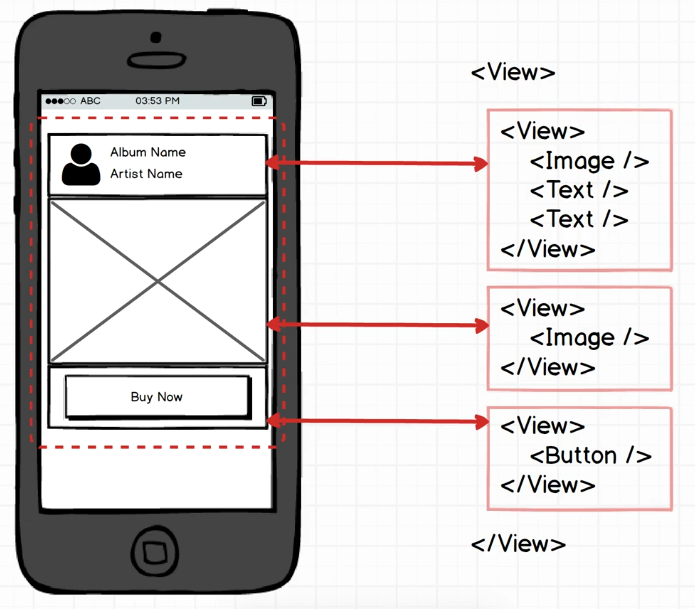 ABC 03:53 PM
Album Name
Artist Name
Buy Now
<View>
<View>
<Image />
<Text />
<Text />
</View>
<View>
<Image />
</View>
<View>
<Button />
</View>
</View>